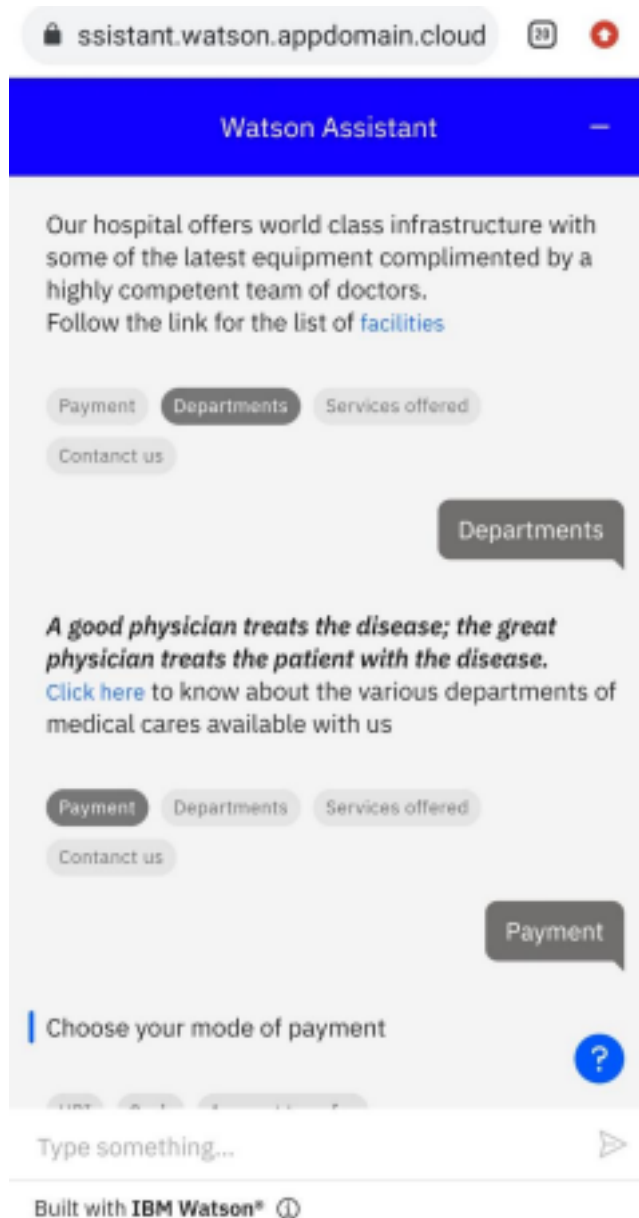 ssistant.watson.appdomain.cloud 20
Watson Assistant
Our hospital offers world class infrastructure with
some of the latest equipment complimented by a
highly competent team of doctors.
Follow the link for the list of facilities
Payment Departments Services offered
Contanct us
Departments
A good physician treats the disease; the great
physician treats the patient with the disease.
Click here to know about the various departments of
medical cares available with us
Payment Departments Services offered
Contanct us
Payment
Choose your mode of payment
?
Type something...
Built with IBM Watson®